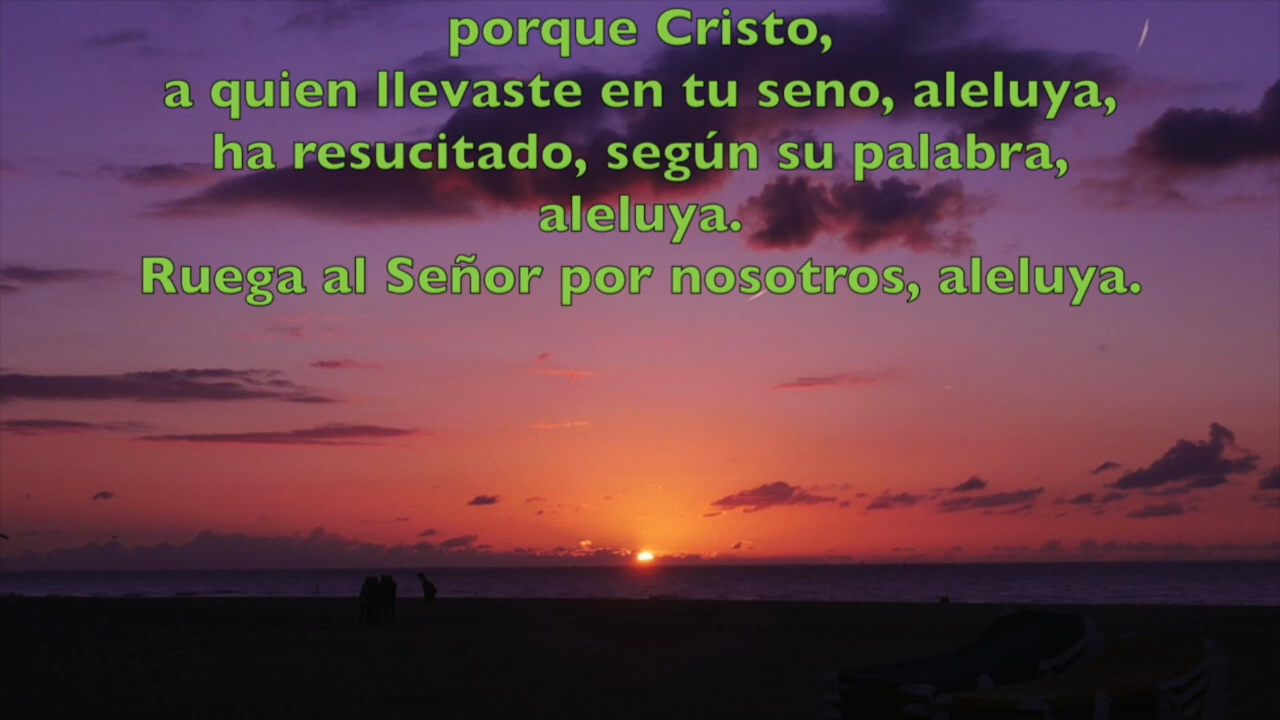 porque Cristo,
a quien llevaste en tu seno, aleluya,
ha resucitado, según su palabra,
aleluya.
Ruega al Señor por nosotros, aleluya.